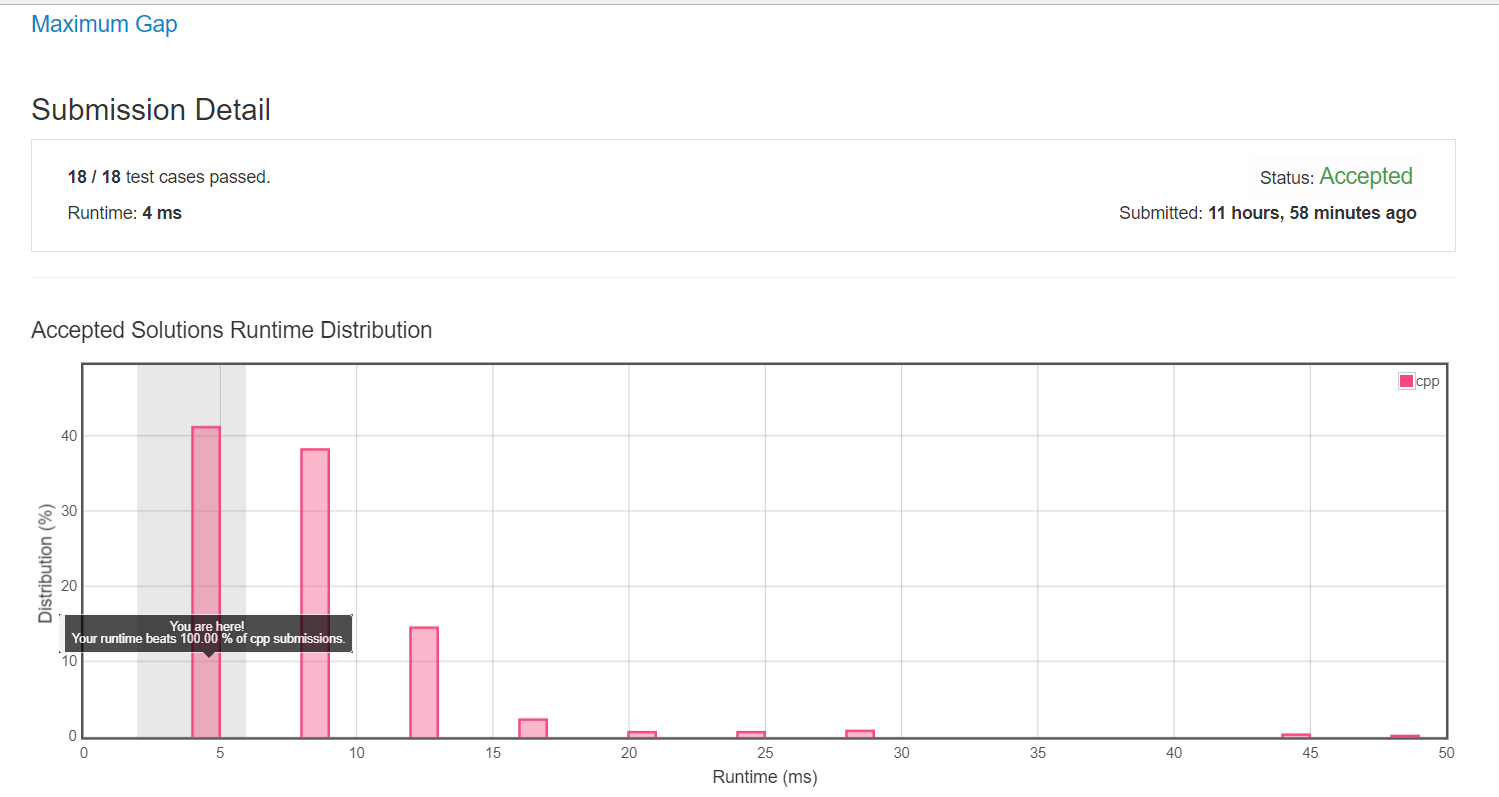 Maximum Gap
Submission Detail
18 / 18 test cases passed.
Status: Accepted
Runtime: 4 ms
Submitted: 11 hours, 58 minutes ago
Accepted Solutions Runtime Distribution
cpp
Distribution (%)
40
30
20
10
0
You are here!
Your runtime beats 100.00 % of cpp submissions.
0 5 10 15 20 25 30 35 40 45 50
Runtime (ms)